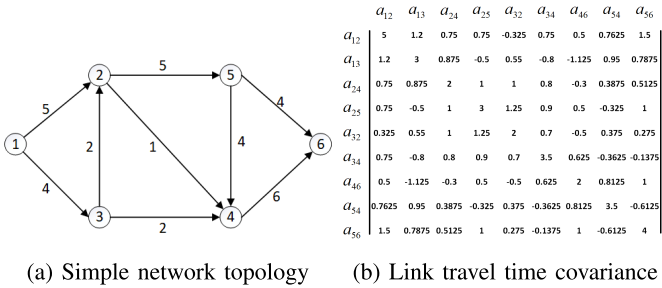 1
2
3
4
5
6
5
4
2
5
1
2
4
4
6
a12 a13 a24 a25 a32 a34 a46 a54 a56
a12 5 1.2 0.75 0.75 -0.325 0.75 0.5 0.7625 1.5
a13 1.2 3 0.875 -0.5 0.55 -0.8 -1.125 0.95 0.7875
a24 0.75 0.875 2 1 1 0.8 -0.3 0.3875 0.5125
a25 0.75 -0.5 1 3 1.25 0.9 0.5 -0.325 1
a32 0.325 0.55 1 1.25 2 0.7 -0.5 0.375 0.275
a34 0.75 -0.8 0.8 0.9 0.7 3.5 0.625 -0.3625 -0.1375
a46 0.5 -1.125 -0.3 0.5 -0.5 0.625 2 0.8125 1
a54 0.7625 0.95 0.3875 -0.325 0.375 -0.3625 0.8125 3.5 -0.6125
a56 1.5 0.7875 0.5125 1 0.275 -0.1375 1 -0.6125 4
(a) Simple network topology
(b) Link travel time covariance